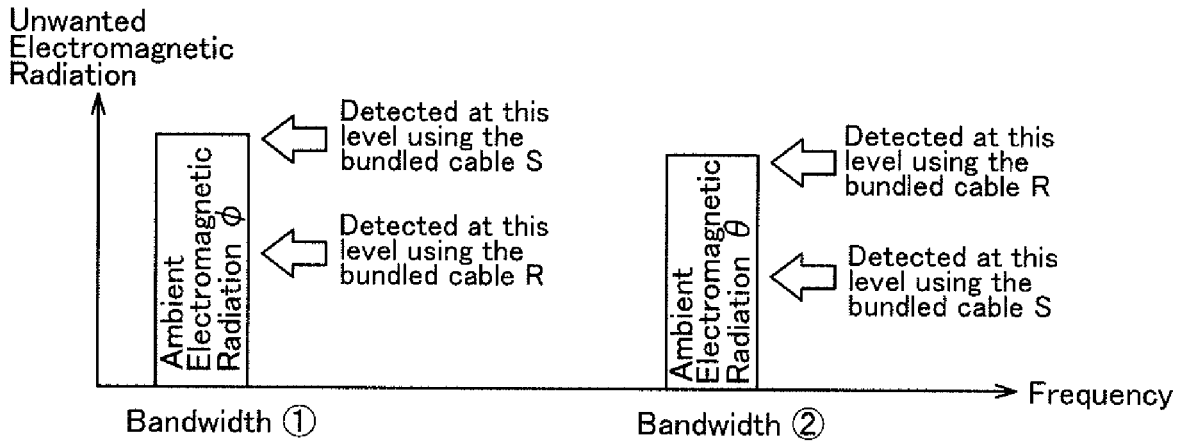 Unwanted
Electromagnetic
Radiation
Ambient
Electromagnetic
Radiation ϕ
Detected at this
level using the
bundled cable S
Detected at this
level using the
bundled cable R
Ambient
Electromagnetic
Radiation θ
Detected at this
level using the
bundled cable R
Detected at this
level using the
bundled cable S
Frequency
Bandwidth ①
Bandwidth ②